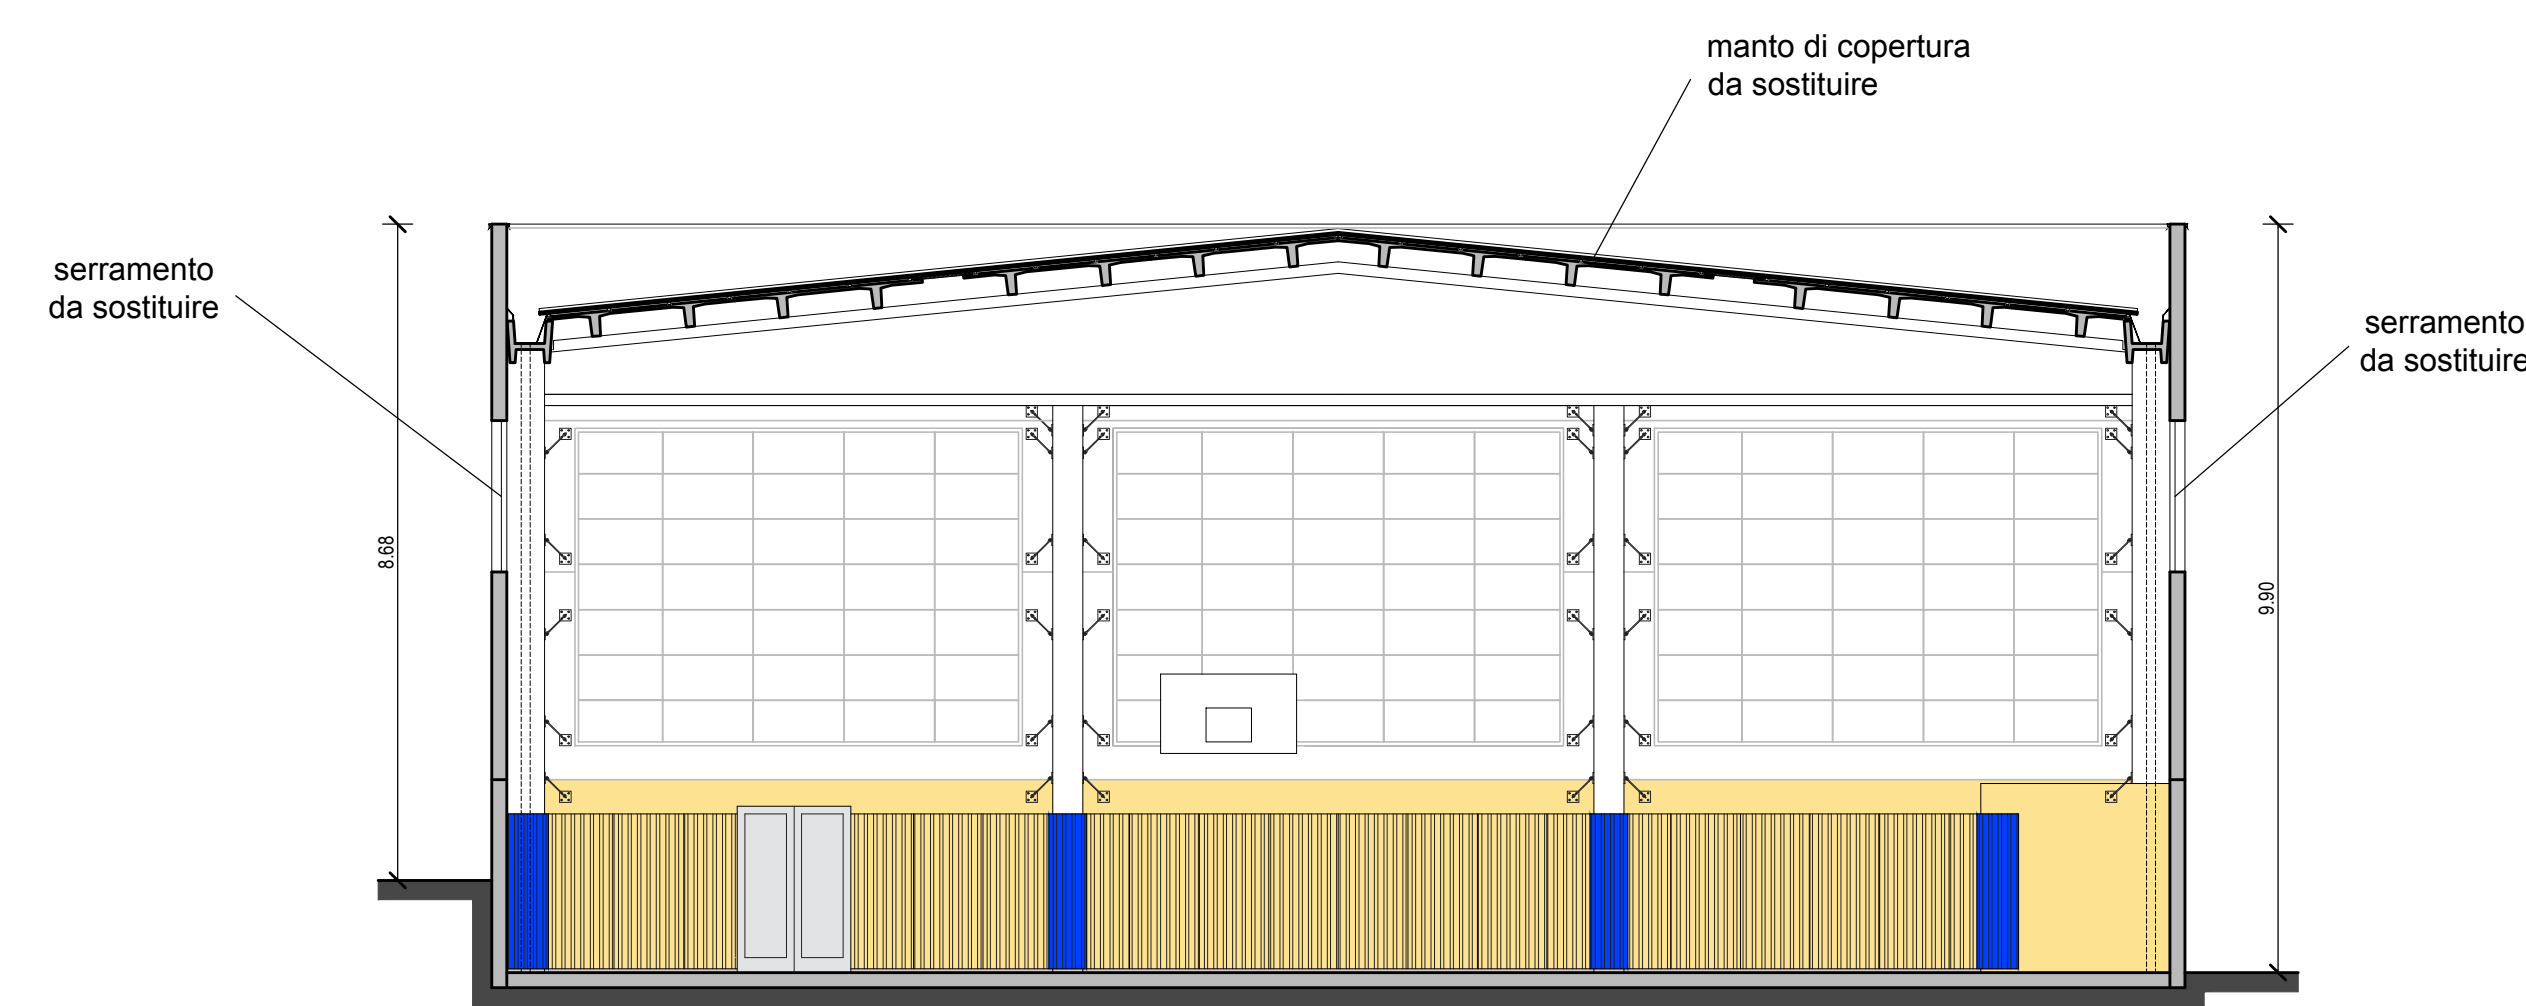 manto di copertura
da sostituire
serramento
da sostituire
serramento
da sostituire
8.68
9.90